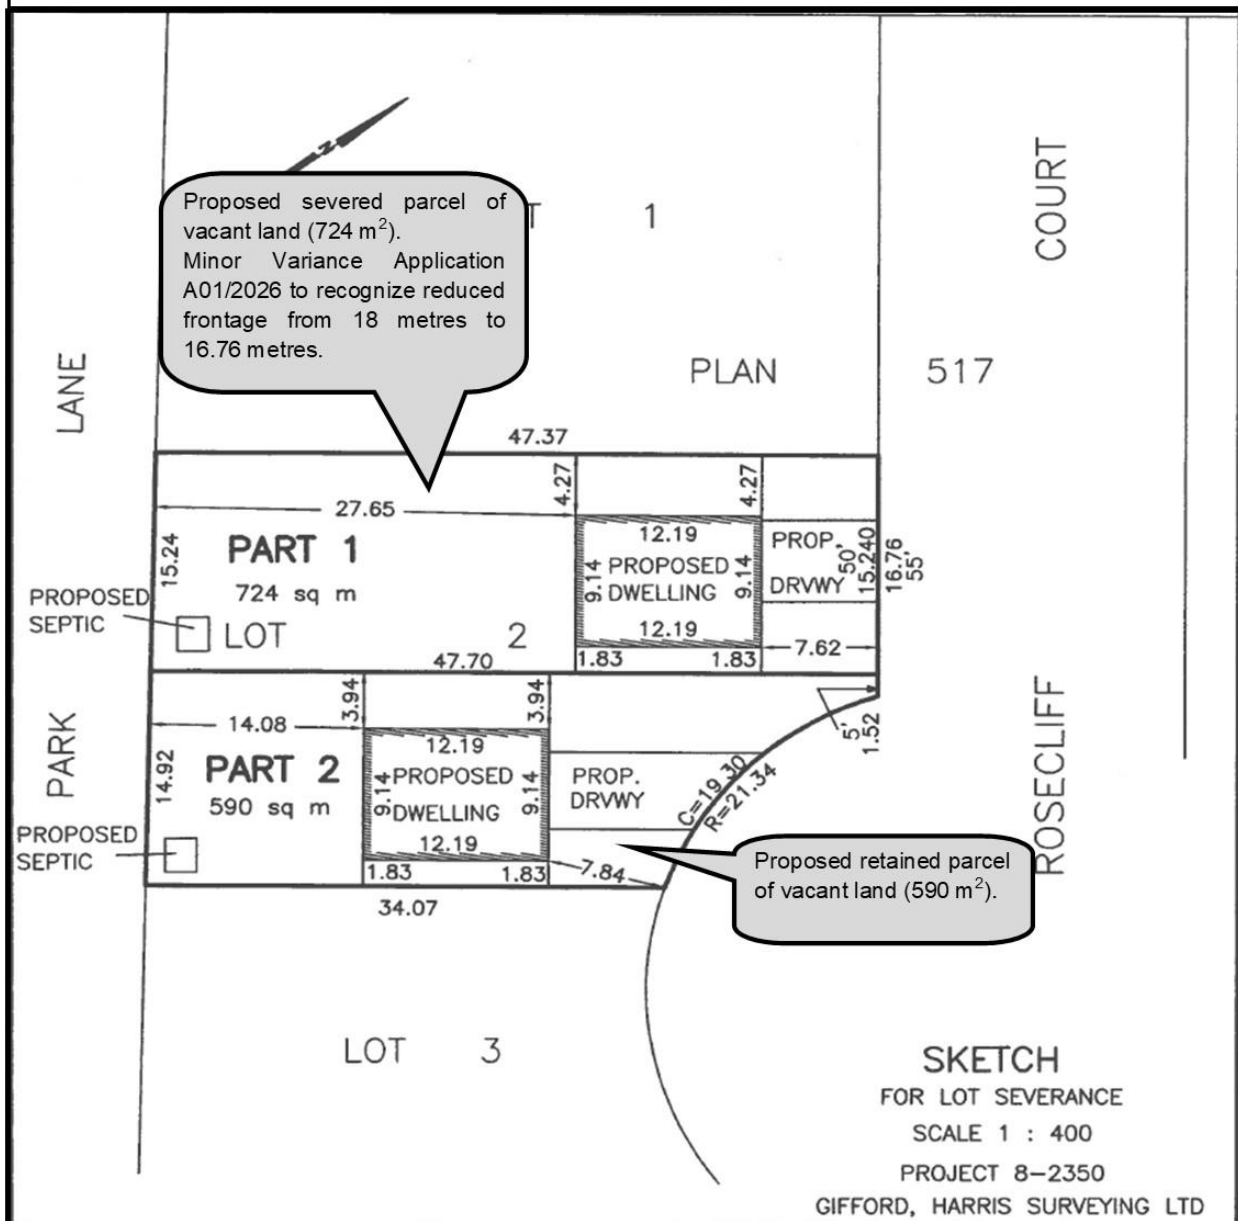 N
Proposed severed parcel of
vacant land (724 m²).
Minor Variance Application
A01/2026 to recognize reduced
frontage from 18 metres to
16.76 metres.
T 1
COURT
LANE
PLAN 517
47.37
27.65
4.27
4.27
15.24
PART 1
724 sq m
PROPOSED
SEPTIC
LOT 2
12.19
9.14
PROPOSED
DWELLING
9.14
12.19
PROP.
DRVWY
50'
15.240
16.76
55'
1.83
1.83
7.62
47.70
5'
1.52
PARK
ROSECLIFF
14.08
3.94
3.94
14.92
PART 2
590 sq m
PROPOSED
SEPTIC
12.19
9.14
PROPOSED
DWELLING
9.14
12.19
PROP.
DRVWY
C=19.30
R=21.34
1.83
1.83
7.84
34.07
Proposed retained parcel
of vacant land (590 m²).
LOT 3
SKETCH
FOR LOT SEVERANCE
SCALE 1 : 400
PROJECT 8-2350
GIFFORD, HARRIS SURVEYING LTD